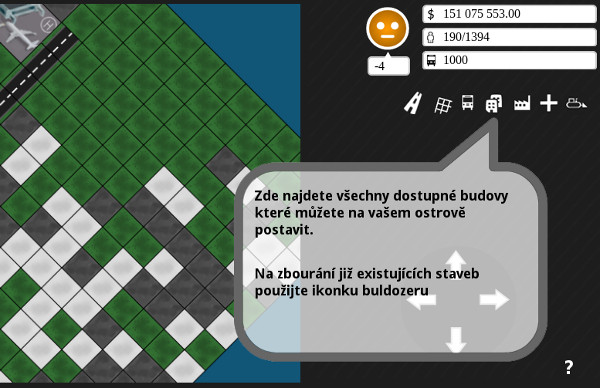 $ 151 075 553.00
190/1394
-4
1000
H
Zde najdete všechny dostupné budovy
které můžete na vašem ostrově
postavit.
Na zbourání již existujících staveb
použijte ikonku buldozeru
?